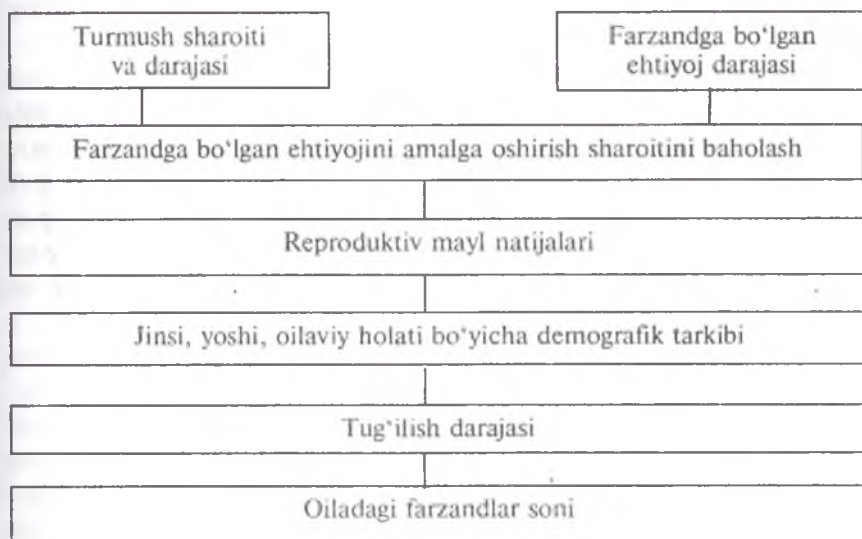 Turmush sharoiti
va darajasi
Farzandga bo‘lgan
ehtiyoj darajasi
Farzandga bo‘lgan ehtiyojini amalga oshirish sharoitini baholash
Reproduktiv mayl natijalari
Jinsi, yoshi, oilaviy holati bo‘yicha demografik tarkibi
Tug‘ilish darajasi
Oiladagi farzandlar soni